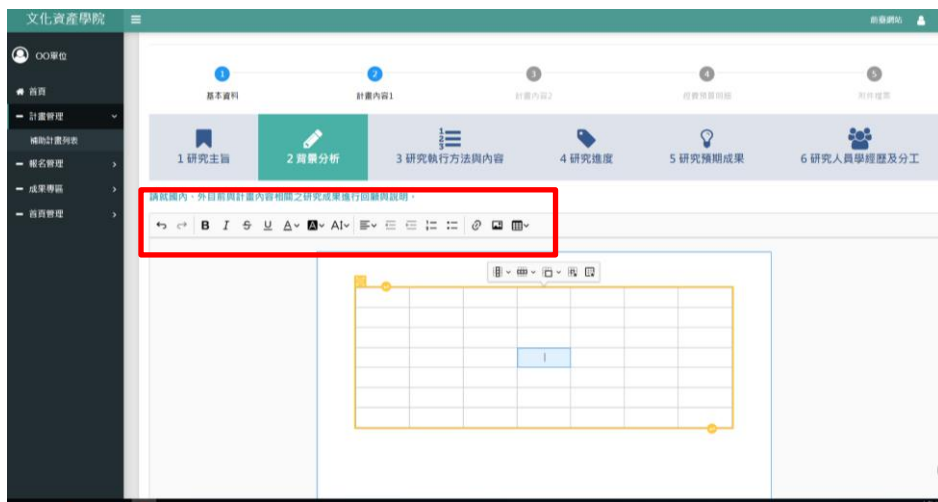 文化資產學院
前臺網站
OO單位
首頁
計畫管理
補助計畫列表
報名管理
成果專區
首頁管理
1
2
3
4
5
基本資料
計畫內容1
計畫內容2
經費預算明細
附件檔案
1 研究主旨
2 背景分析
3 研究執行方法與內容
4 研究進度
5 研究預期成果
6 研究人員學經歷及分工
請就國內、外目前與計畫內容相關之研究成果進行回顧與說明。